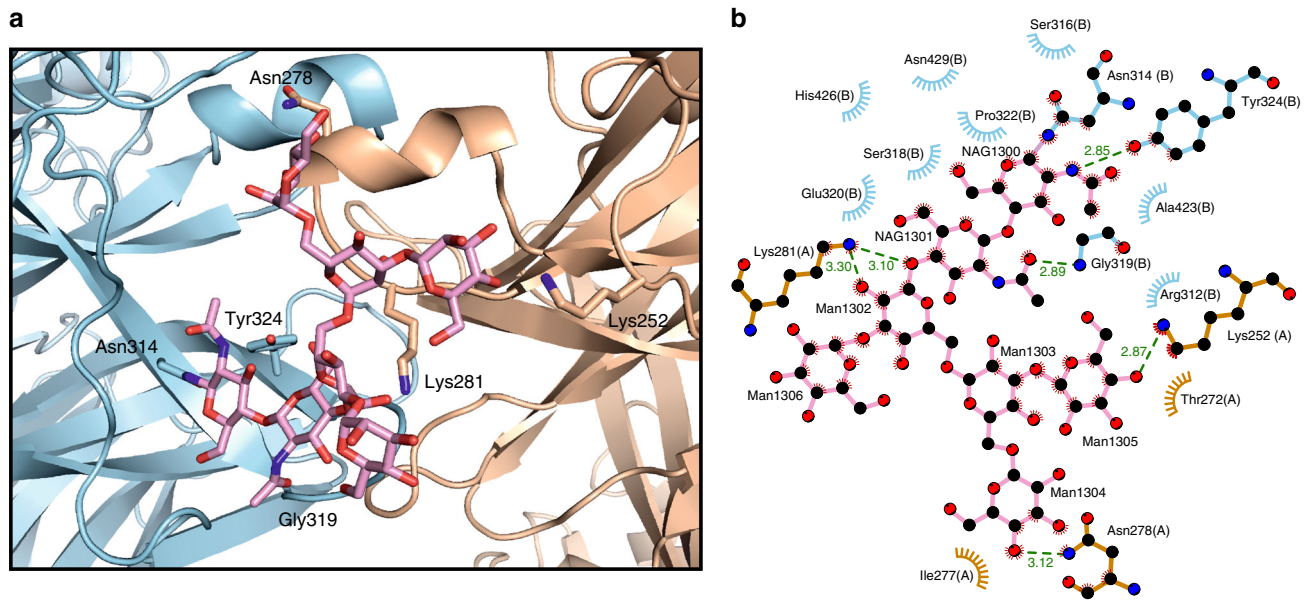 a
Asn278
Lys252
Tyr324
Asn314
Lys281
Gly319
b
Ser316(B)
Asn429(B)
Asn314 (B)
His426(B)
Tyr324(B)
Pro322(B)
NAG1300
2.85
Ser318(B)
Glu320(B)
Ala423(B)
NAG1301
Lys281(A)
3.30
3.10
2.89
Gly319(B)
Man1302
Arg312(B)
Lys252 (A)
2.87
Man1303
Man1306
Thr272(A)
Man1305
Man1304
Asn278(A)
3.12
Ile277(A)